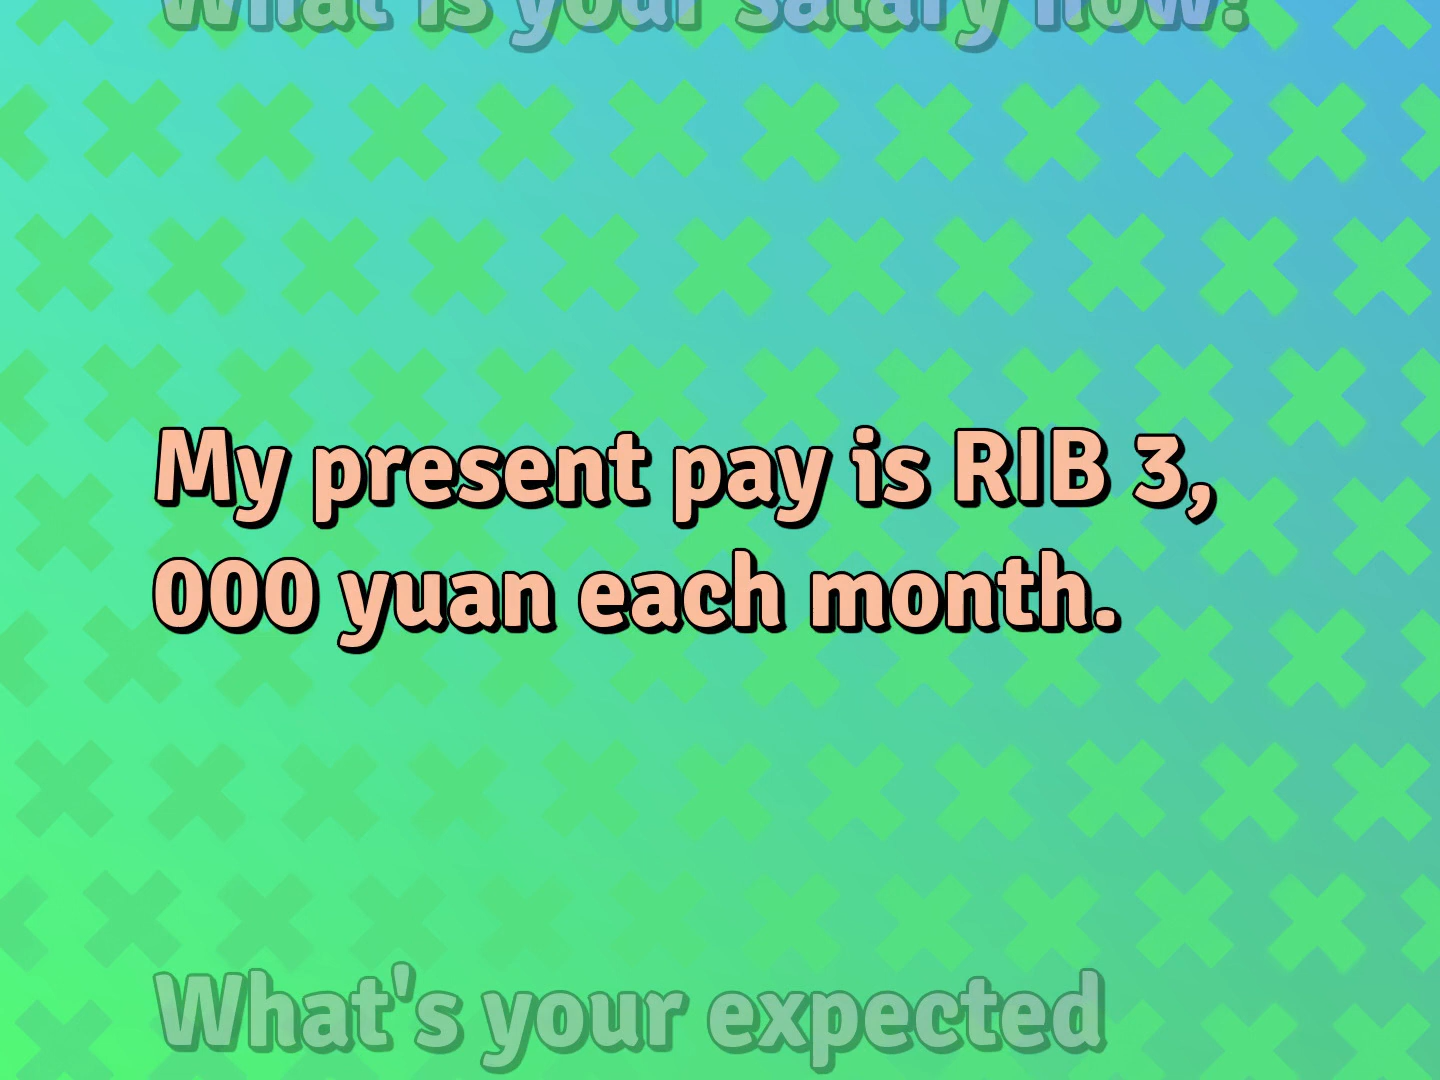 What is your salary now?
My present pay is RIB 3,
000 yuan each month.
What's your expected